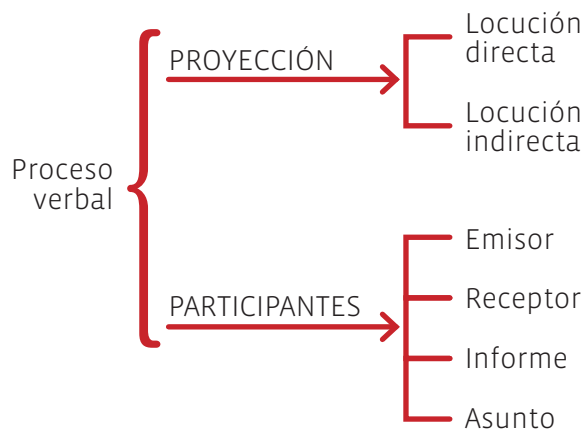 Proceso
verbal
PROYECCIÓN
Locución
directa
Locución
indirecta
PARTICIPANTES
Emisor
Receptor
Informe
Asunto